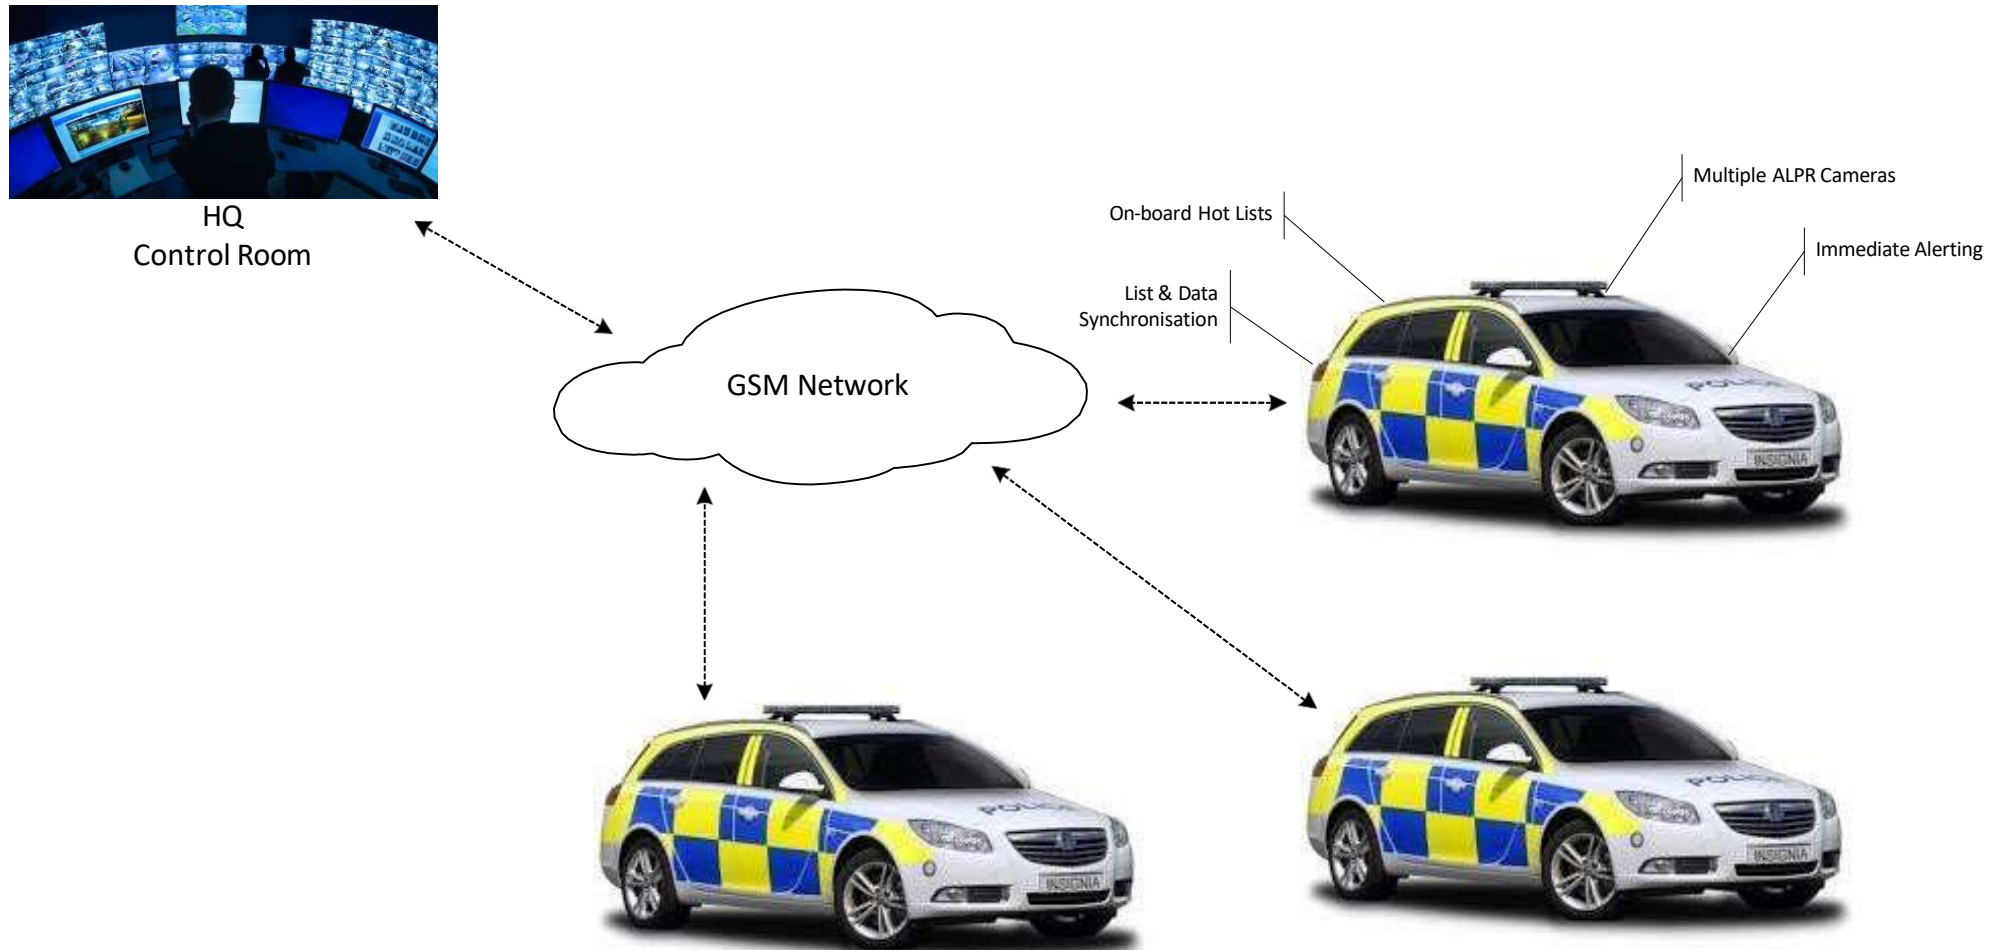 HQ
Control Room
GSM Network
Multiple ALPR Cameras
On-board Hot Lists
Immediate Alerting
List & Data
Synchronisation
POLICE
INSIGNIA
POLICE
INSIGNIA
POLICE
INSIGNIA